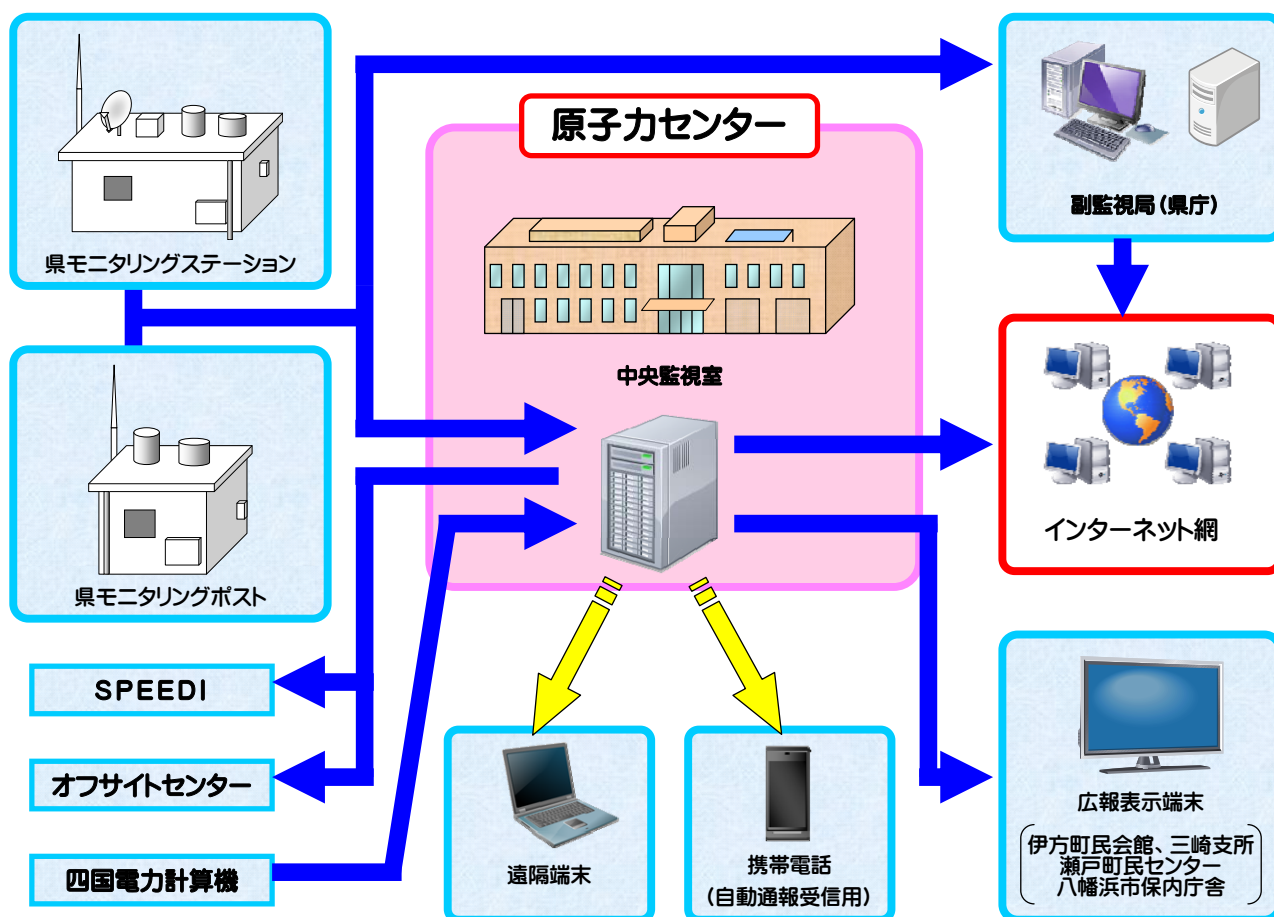 原子力センター
県モニタリングステーション
副監視局(県庁)
中央監視室
県モニタリングポスト
インターネット網
SPEEDI
オフサイトセンター
四国電力計算機
遠隔端末
携帯電話
(自動通報受信用)
広報表示端末
伊方町民会館、三崎支所
瀬戸町民センター
八幡浜市保内庁舎